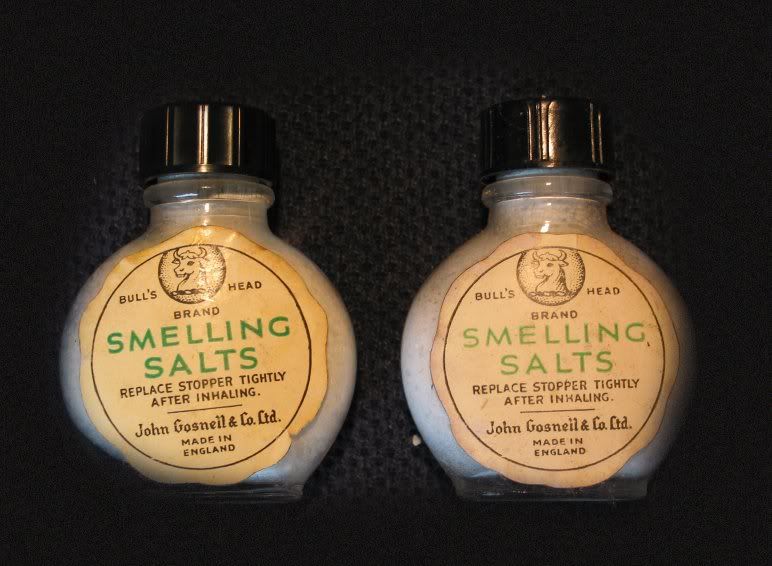 BULL'S HEAD
BRAND
SMELLING
SALTS
REPLACE STOPPER TIGHTLY
AFTER INHALING.
John Gosnell & Co. Ltd.
MADE IN
ENGLAND
BULL'S HEAD
BRAND
SMELLING
SALTS
REPLACE STOPPER TIGHTLY
AFTER INHALING.
John Gosnell & Co. Ltd.
MADE IN
ENGLAND